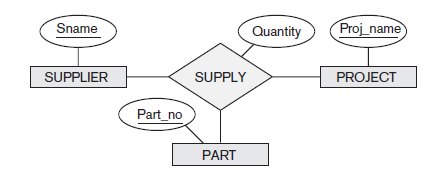 Sname
Quantity
Proj_name
SUPPLIER
SUPPLY
PROJECT
Part_no
PART